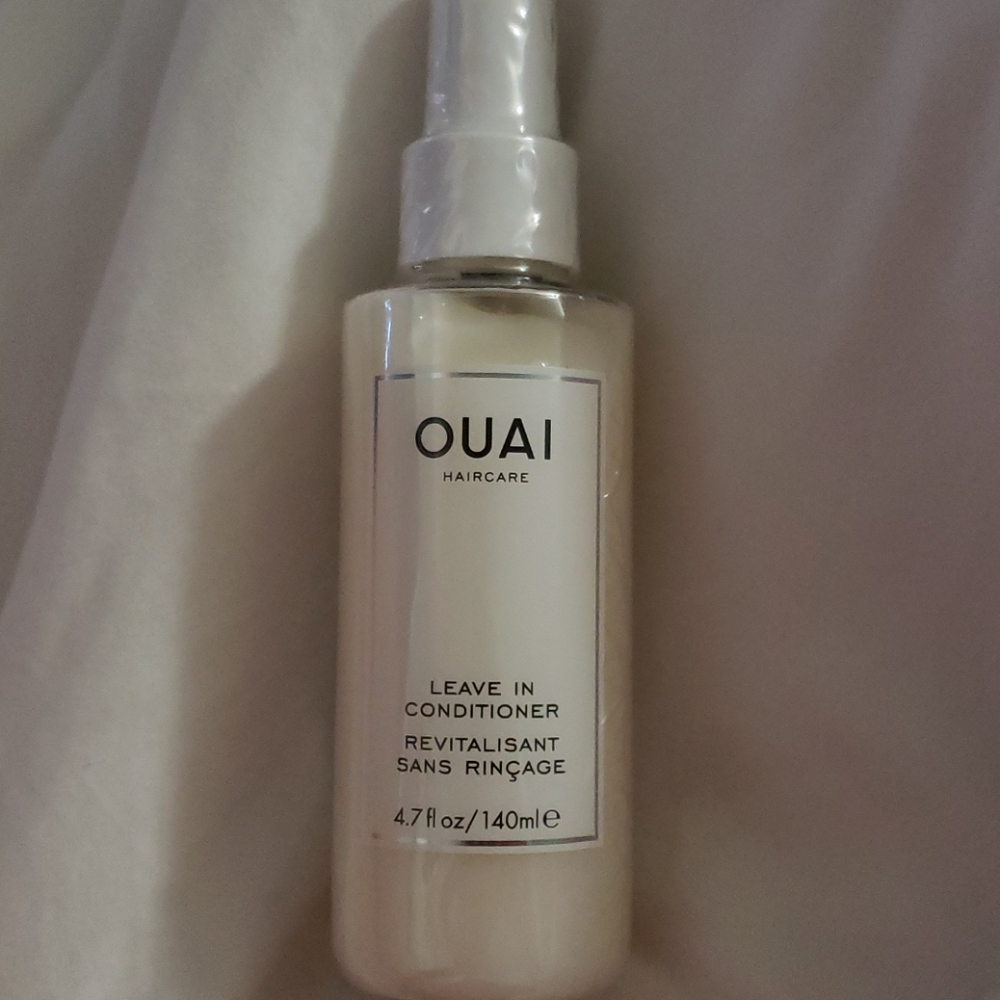 OUAI
HAIRCARE
LEAVE IN
CONDITIONER
REVITALISANT
SANS RINÇAGE
4.7 fl oz/140ml℮